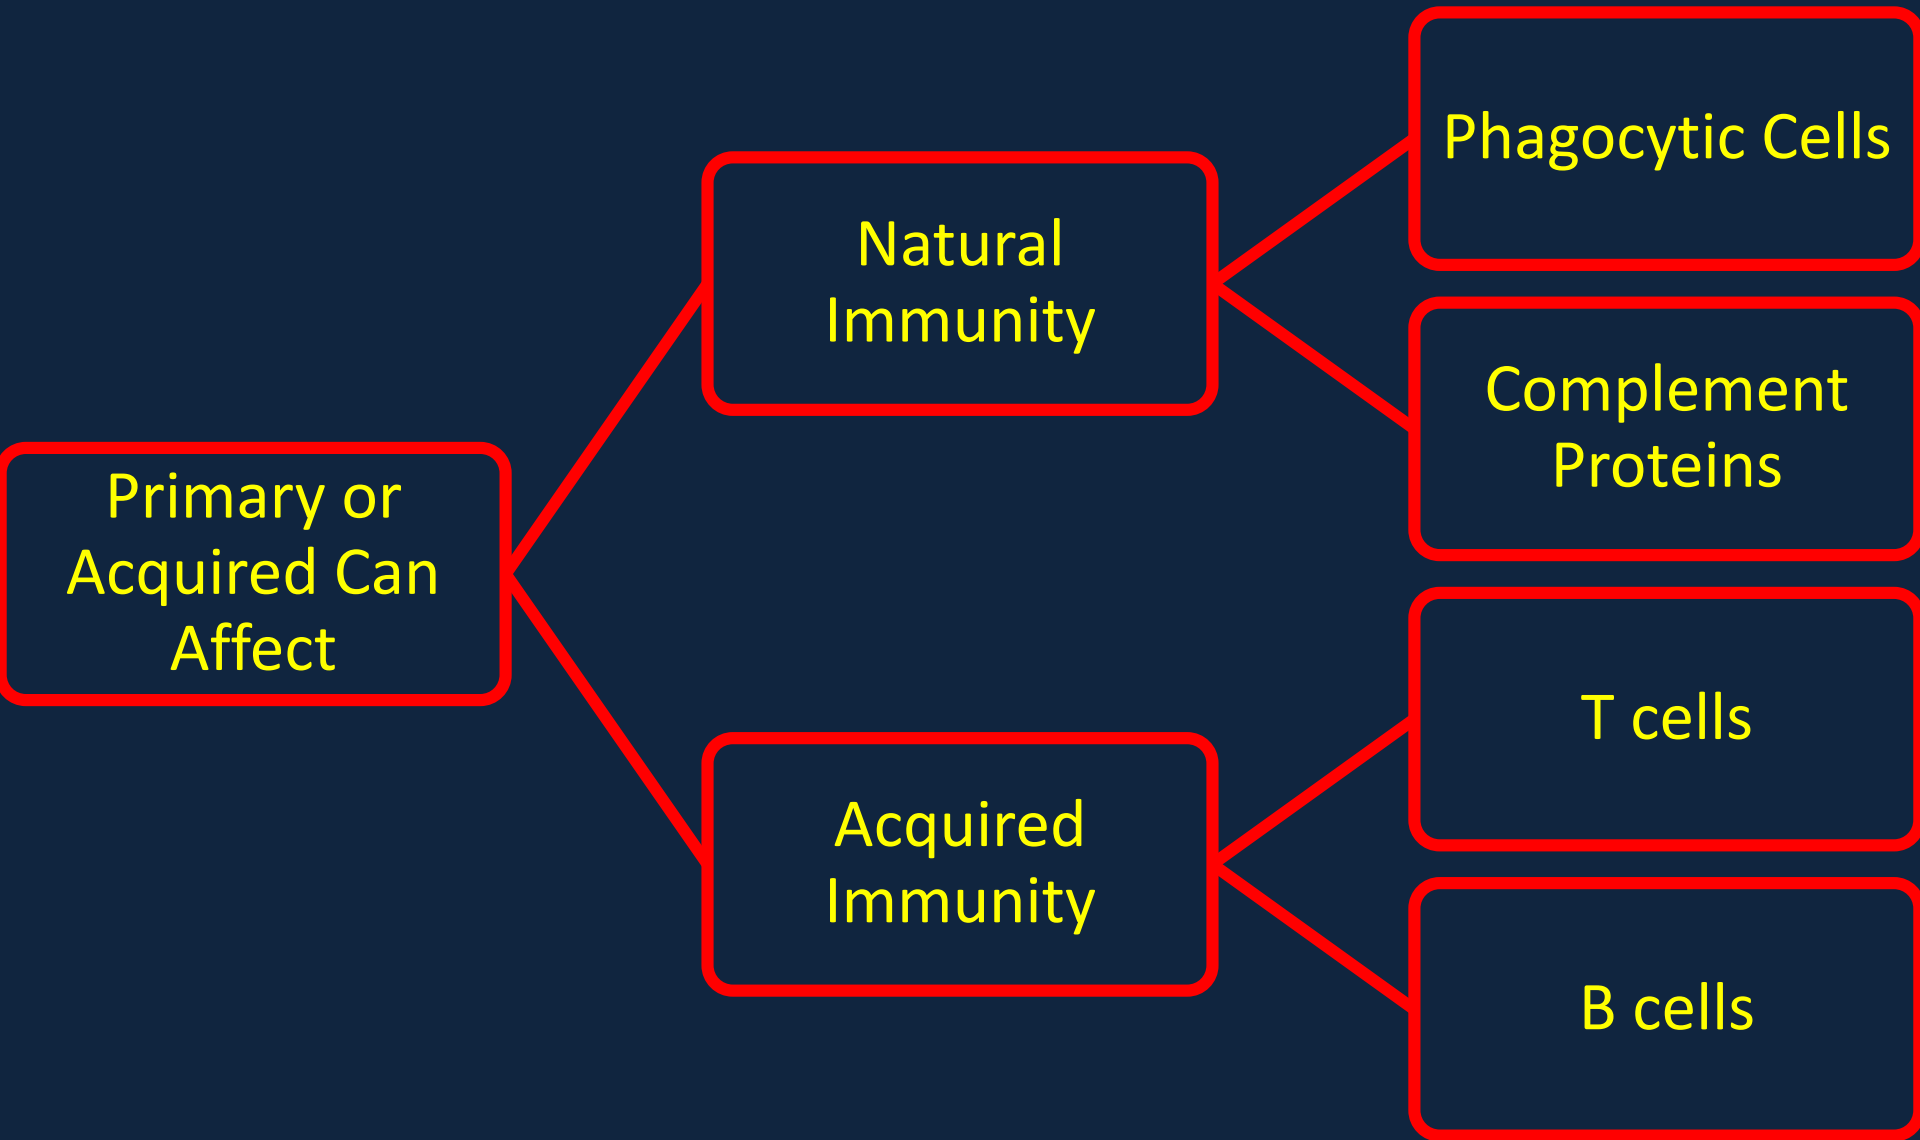 Primary or
Acquired Can
Affect
Natural
Immunity
Phagocytic Cells
Complement
Proteins
Acquired
Immunity
T cells
B cells